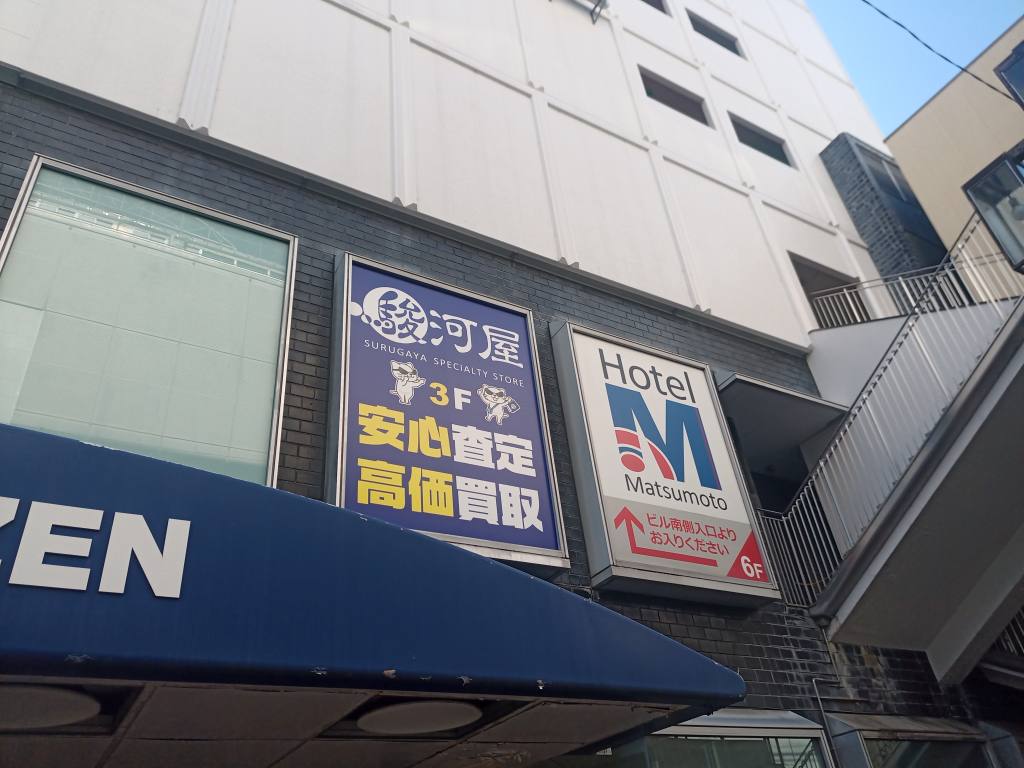 駿河屋
SURUGAYA SPECIALTY STORE
3F
安心査定
高価買取
Hotel
M
Matsumoto
ビル南側入口より
お入りください
6F
ZEN